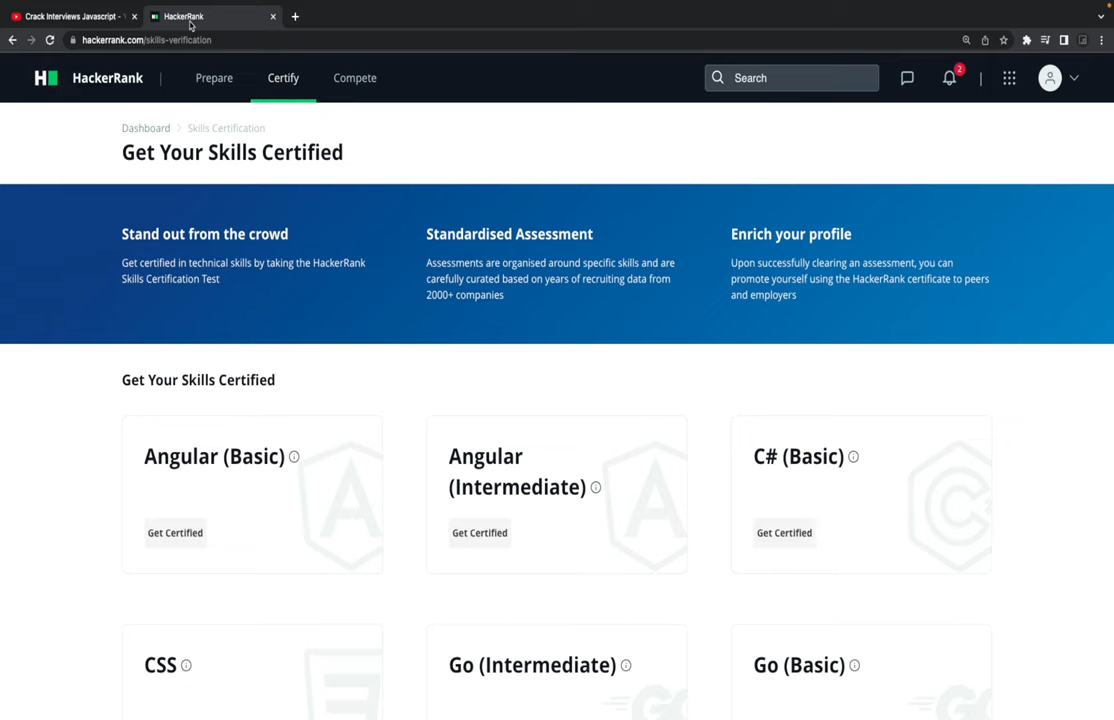 Crack Interviews Javascript -
HackerRank
hackerrank.com/skills-verification
HackerRank
Prepare
Certify
Compete
Search
2
Dashboard
Skills Certification
Get Your Skills Certified
Stand out from the crowd
Get certified in technical skills by taking the HackerRank
Skills Certification Test
Standardised Assessment
Assessments are organised around specific skills and are
carefully curated based on years of recruiting data from
2000+ companies
Enrich your profile
Upon successfully clearing an assessment, you can
promote yourself using the HackerRank certificate to peers
and employers
Get Your Skills Certified
Angular (Basic)
Get Certified
Angular
(Intermediate)
Get Certified
C# (Basic)
Get Certified
CSS
Go (Intermediate)
Go (Basic)